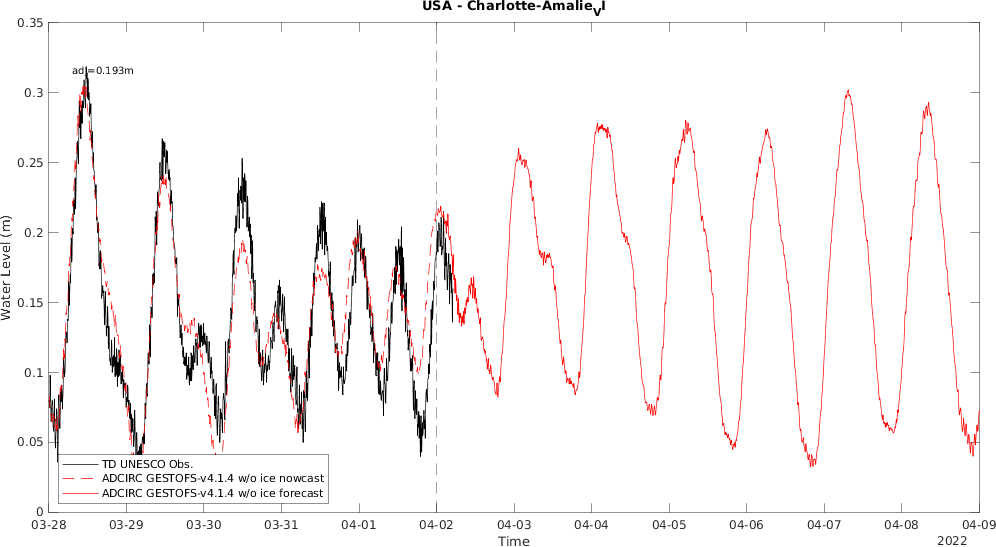 USA - Charlotte-Amalie_VI
0.35
adj=0.193m
0.3
0.25
0.2
0.15
0.1
0.05
0
Water Level (m)
TD UNESCO Obs.
ADCIRC GESTOFS-v4.1.4 w/o ice nowcast
ADCIRC GESTOFS-v4.1.4 w/o ice forecast
03-28 03-29 03-30 03-31 04-01 04-02 04-03 04-04 04-05 04-06 04-07 04-08 04-09
Time
2022